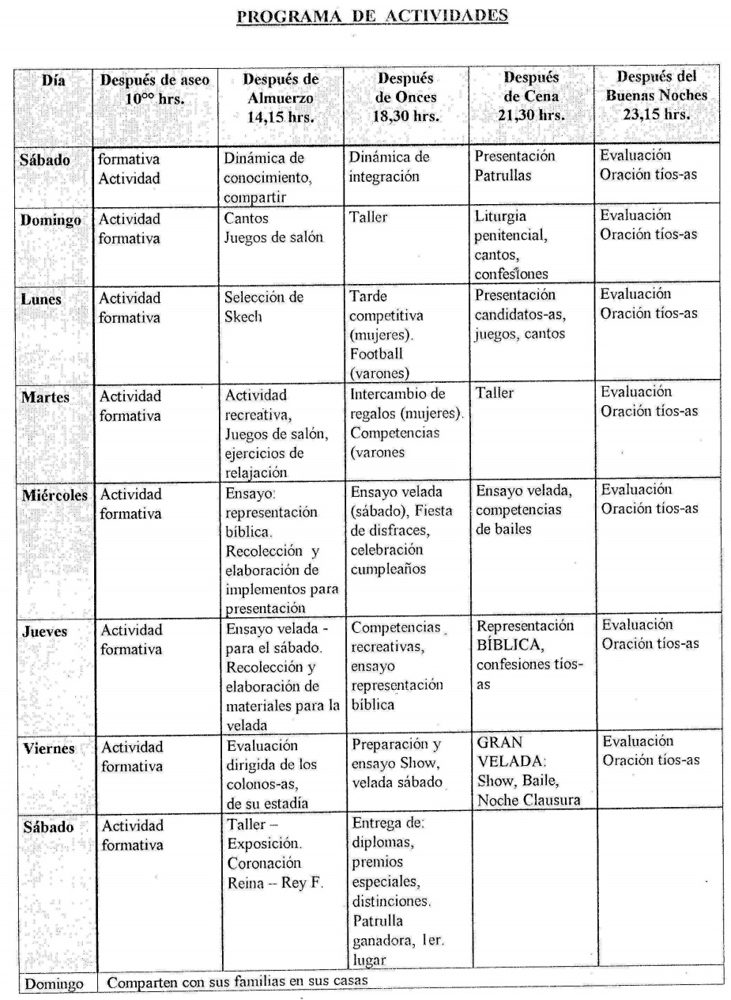 PROGRAMA DE ACTIVIDADES
Día
Después de aseo
10°° hrs.
Después de
Almuerzo
14,15 hrs.
Después
de Onces
18,30 hrs.
Después
de Cena
21,30 hrs.
Después del
Buenas Noches
23,15 hrs.
Sábado
formativa
Actividad
Dinámica de
conocimiento,
compartir
Dinámica de
integración
Presentación
Patrullas
Evaluación
Oración tíos-as
Domingo
Actividad
formativa
Cantos
Juegos de salón
Taller
Liturgia
penitencial,
cantos,
confesiones
Evaluación
Oración tíos-as
Lunes
Actividad
formativa
Selección de
Skech
Tarde
competitiva
(mujeres).
Football
(varones)
Presentación
candidatos-as,
juegos, cantos
Evaluación
Oración tíos-as
Martes
Actividad
formativa
Actividad
recreativa,
Juegos de salón,
ejercicios de
relajación
Intercambio de
regalos (mujeres).
Competencias
(varones
Taller
Evaluación
Oración tíos-as
Miércoles
Actividad
formativa
Ensayo:
representación
bíblica.
Recolección y
elaboración de
implementos para
presentación
Ensayo velada
(sábado), Fiesta
de disfraces,
celebración
cumpleaños
Ensayo velada,
competencias
de bailes
Evaluación
Oración tíos-as
Jueves
Actividad
formativa
Ensayo velada -
para el sábado.
Recolección y
elaboración de
materiales para la
velada
Competencias
recreativas,
ensayo
representación
bíblica
Representación
BÍBLICA,
confesiones tíos-
as
Evaluación
Oración tíos-as
Viernes
Actividad
formativa
Evaluación
dirigida de los
colonos-as,
de su estadía
Preparación y
ensayo Show,
velada sábado
GRAN
VELADA:
Show, Baile,
Noche Clausura
Evaluación
Oración tíos-as
Sábado
Actividad
formativa
Taller –
Exposición.
Coronación
Reina – Rey F.
Entrega de:
diplomas,
premios
especiales,
distinciones.
Patrulla
ganadora, 1er.
lugar
Domingo
Comparten con sus familias en sus casas